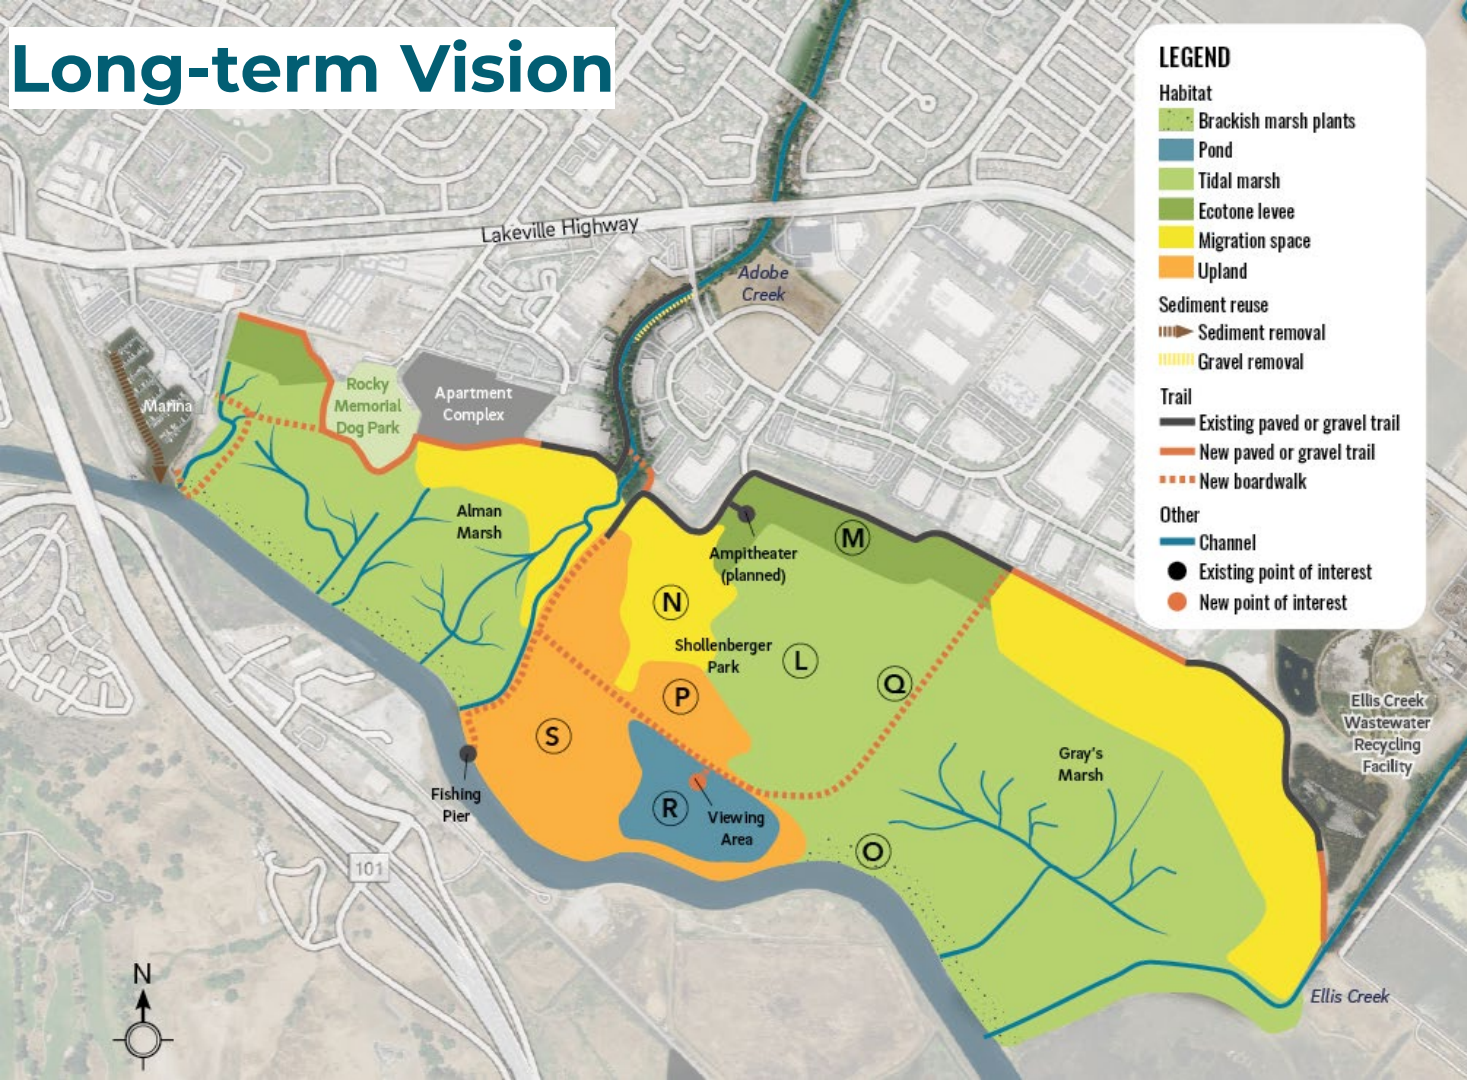 Long-term Vision
LEGEND
Habitat
Brackish marsh plants
Pond
Tidal marsh
Ecotone levee
Migration space
Upland
Sediment reuse
Sediment removal
Gravel removal
Trail
Existing paved or gravel trail
New paved or gravel trail
New boardwalk
Other
Channel
Existing point of interest
New point of interest
Lakeville Highway
Adobe
Creek
Marina
Rocky
Memorial
Dog Park
Apartment
Complex
Alman
Marsh
Ampitheater
(planned)
M
N
Shollenberger
Park
L
Q
P
S
R
Viewing
Area
O
Fishing
Pier
Gray's
Marsh
Ellis Creek
Wastewater
Recycling
Facility
Ellis Creek
101
N